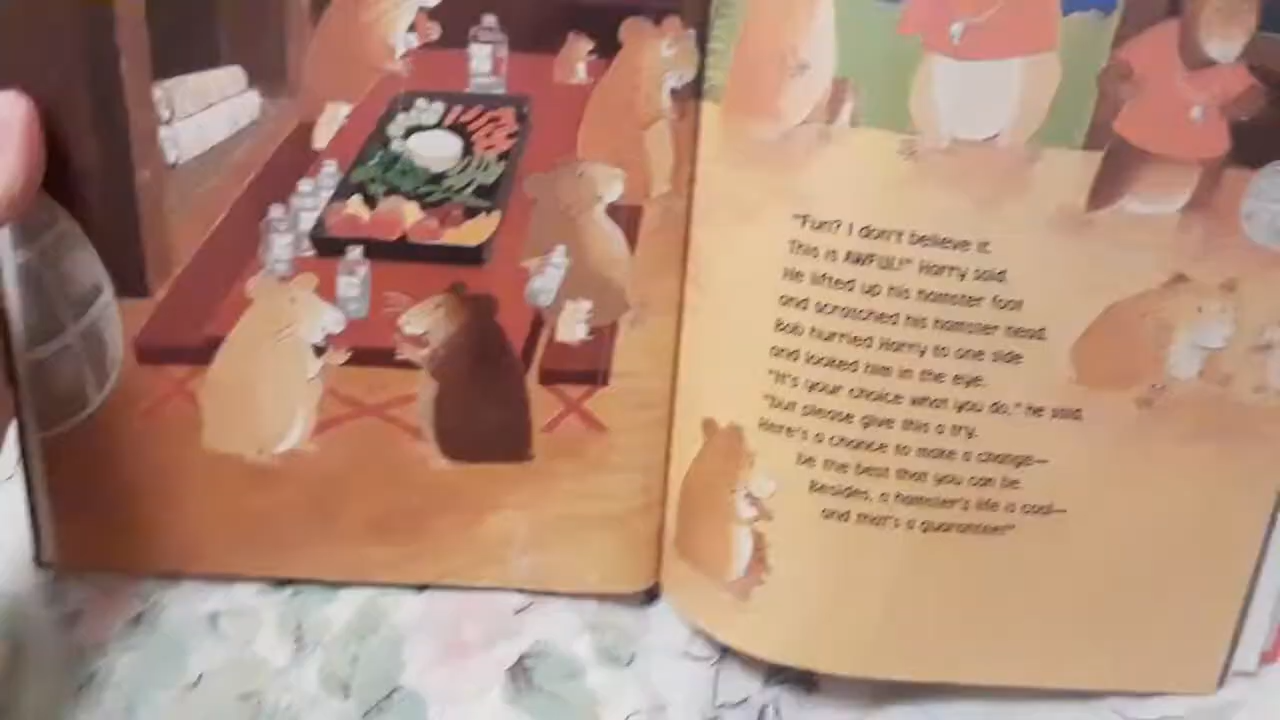 "Fun? I don't believe it.
This is AWFUL!" Harry said.
He lifted up his hamster foot
and scratched his hamster head.
Bob hurried Harry to one side
and looked him in the eye.
"It's your choice what you do," he said,
"but please give this a try.
Here's a chance to make a change—
be the best that you can be.
Besides, a hamster's life is cool—
and that's a guarantee!"